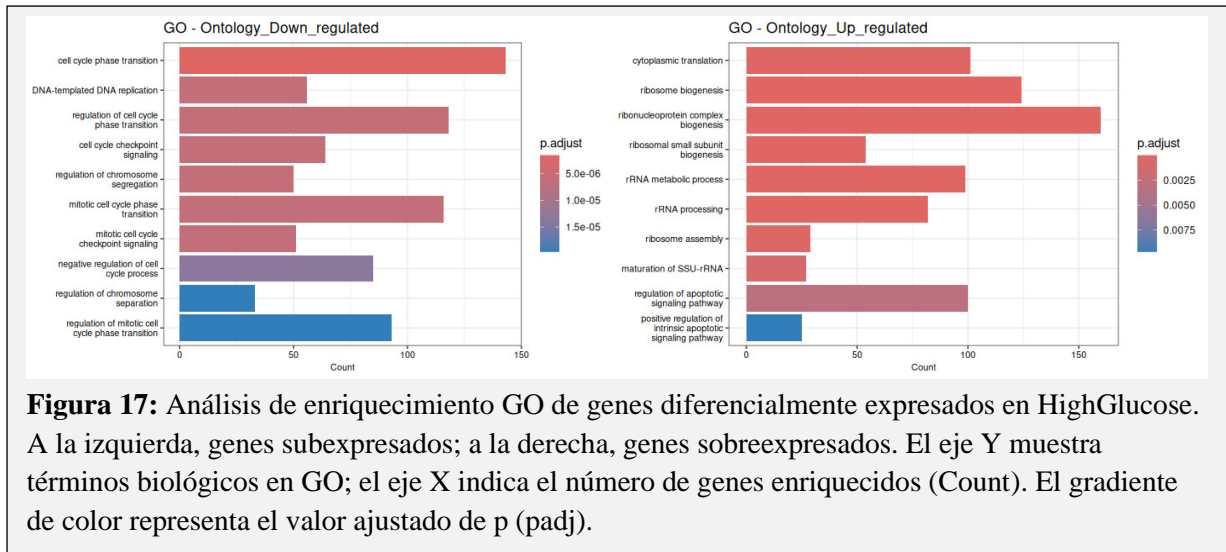 GO - Ontology_Down_regulated
cell cycle phase transition
DNA-templated DNA replication
regulation of cell cycle
phase transition
cell cycle checkpoint
signaling
regulation of chromosome
segregation
mitotic cell cycle phase
transition
mitotic cell cycle
checkpoint signaling
negative regulation of cell
cycle process
regulation of chromosome
separation
regulation of mitotic cell
cycle phase transition
0
50
100
150
Count
p.adjust
5.0e-06
1.0e-05
1.5e-05
GO - Ontology_Up_regulated
cytoplasmic translation
ribosome biogenesis
ribonucleoprotein complex
biogenesis
ribosomal small subunit
biogenesis
rRNA metabolic process
rRNA processing
ribosome assembly
maturation of SSU-rRNA
regulation of apoptotic
signaling pathway
positive regulation of
intrinsic apoptotic
signaling pathway
0
50
100
150
Count
p.adjust
0.0025
0.0050
0.0075
Figura 17: Análisis de enriquecimiento GO de genes diferencialmente expresados en HighGlucose.
A la izquierda, genes subexpresados; a la derecha, genes sobreexpresados. El eje Y muestra
términos biológicos en GO; el eje X indica el número de genes enriquecidos (Count). El gradiente
de color representa el valor ajustado de p (padj).